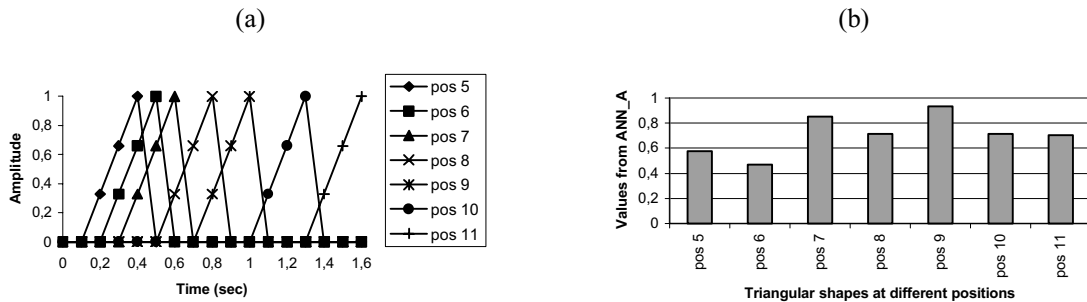 (a)
Amplitude
1
0,8
0,6
0,4
0,2
0
0 0,2 0,4 0,6 0,8 1 1,2 1,4 1,6
Time (sec)
pos 5
pos 6
pos 7
pos 8
pos 9
pos 10
pos 11
(b)
Values from ANN_A
1
0,8
0,6
0,4
0,2
0
pos 5
pos 6
pos 7
pos 8
pos 9
pos 10
pos 11
Triangular shapes at different positions